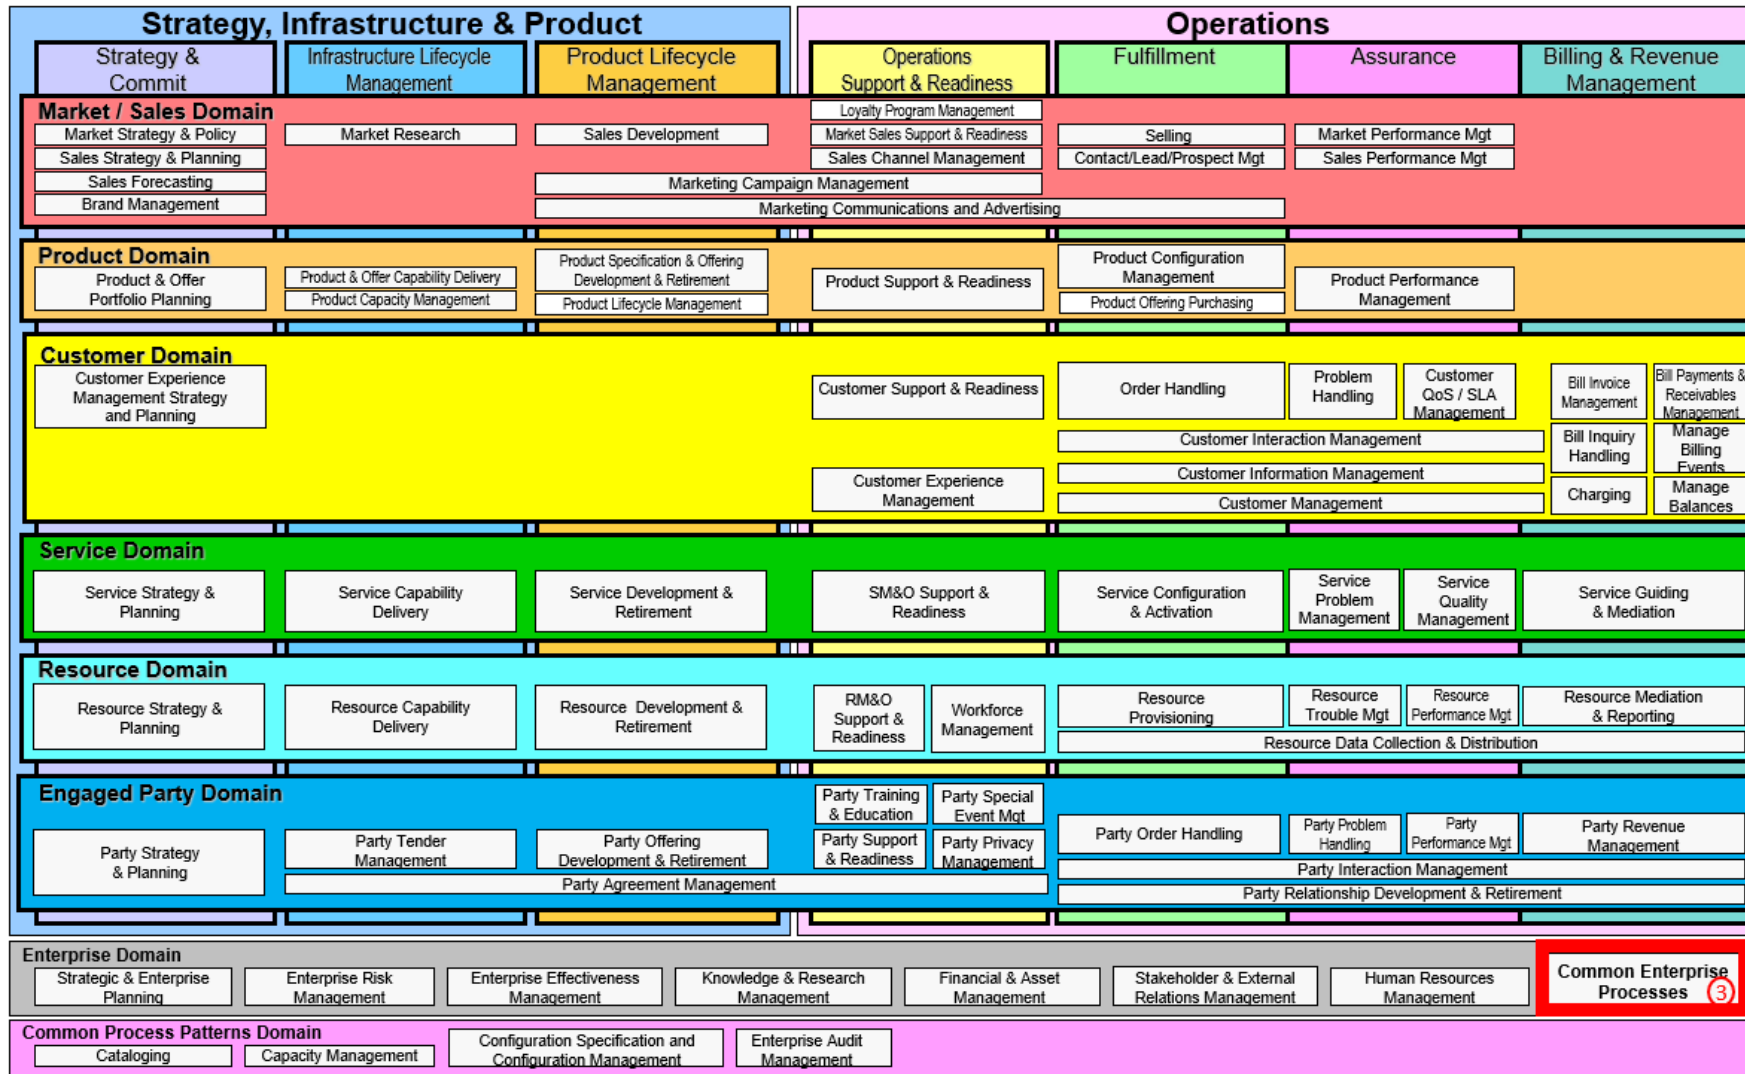 Strategy, Infrastructure & Product
Operations
Strategy &
Commit
Infrastructure Lifecycle
Management
Product Lifecycle
Management
Operations
Support & Readiness
Fulfillment
Assurance
Billing & Revenue
Management
Market / Sales Domain
Market Strategy & Policy
Sales Strategy & Planning
Sales Forecasting
Brand Management
Market Research
Sales Development
Loyalty Program Management
Market Sales Support & Readiness
Sales Channel Management
Selling
Contact/Lead/Prospect Mgt
Market Performance Mgt
Sales Performance Mgt
Marketing Campaign Management
Marketing Communications and Advertising
Product Domain
Product & Offer
Portfolio Planning
Product & Offer Capability Delivery
Product Capacity Management
Product Specification & Offering
Development & Retirement
Product Lifecycle Management
Product Support & Readiness
Product Configuration
Management
Product Offering Purchasing
Product Performance
Management
Customer Domain
Customer Experience
Management Strategy
and Planning
Customer Support & Readiness
Customer Experience
Management
Order Handling
Problem
Handling
Customer
QoS / SLA
Management
Customer Interaction Management
Customer Information Management
Customer Management
Bill Invoice
Management
Bill Payments &
Receivables
Management
Bill Inquiry
Handling
Manage
Billing
Events
Charging
Manage
Balances
Service Domain
Service Strategy &
Planning
Service Capability
Delivery
Service Development &
Retirement
SM&O Support &
Readiness
Service Configuration
& Activation
Service
Problem
Management
Service
Quality
Management
Service Guiding
& Mediation
Resource Domain
Resource Strategy &
Planning
Resource Capability
Delivery
Resource Development &
Retirement
RM&O
Support &
Readiness
Workforce
Management
Resource
Provisioning
Resource
Trouble Mgt
Resource
Performance Mgt
Resource Mediation
& Reporting
Resource Data Collection & Distribution
Engaged Party Domain
Party Strategy
& Planning
Party Tender
Management
Party Offering
Development & Retirement
Party Agreement Management
Party Training
& Education
Party Special
Event Mgt
Party Support
& Readiness
Party Privacy
Management
Party Order Handling
Party Problem
Handling
Party
Performance Mgt
Party Revenue
Management
Party Interaction Management
Party Relationship Development & Retirement
Enterprise Domain
Strategic & Enterprise
Planning
Enterprise Risk
Management
Enterprise Effectiveness
Management
Knowledge & Research
Management
Financial & Asset
Management
Stakeholder & External
Relations Management
Human Resources
Management
Common Enterprise
Processes
3
Common Process Patterns Domain
Cataloging
Capacity Management
Configuration Specification and
Configuration Management
Enterprise Audit
Management